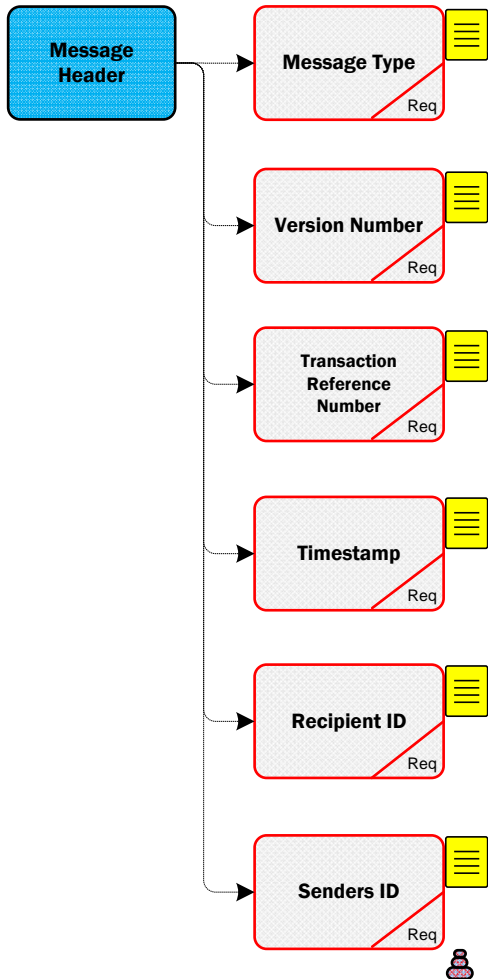 Message
Header
Message Type
Req
Version Number
Req
Transaction
Reference
Number
Req
Timestamp
Req
Recipient ID
Req
Senders ID
Req